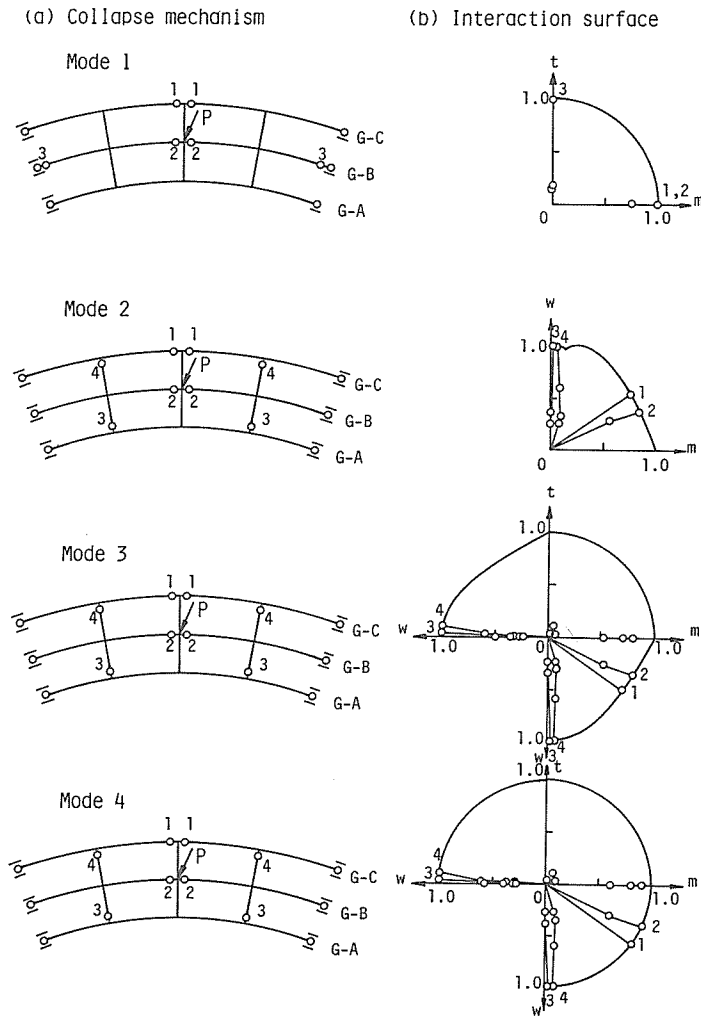 (a) Collapse mechanism
(b) Interaction surface
Mode 1
1 1
P
3 2 2 3
G-C
G-B
G-A
t
1.0 3
1,2
0 1.0 m
Mode 2
1 1
4 P 4
2 2
3 3
G-C
G-B
G-A
w
1.0 3 4
1
2
0 1.0 m
Mode 3
1 1
4 P 4
2 2
3 3
G-C
G-B
G-A
t
1.0
4
3
w 1.0 0 1.0 m
2
1
1.0 3 4
w
Mode 4
1 1
4 P 4
2 2
3 3
G-C
G-B
G-A
t
1.0
4
3
w 1.0 0 1.0 m
2
1
1.0 3 4
w